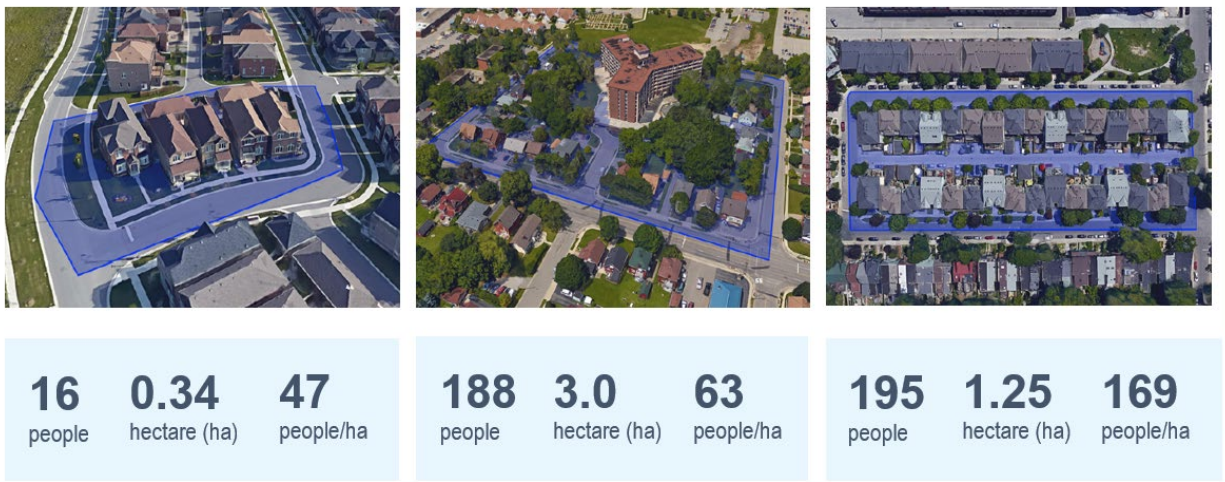 16 0.34 47
people hectare (ha) people/ha
188 3.0 63
people hectare (ha) people/ha
195 1.25 169
people hectare (ha) people/ha